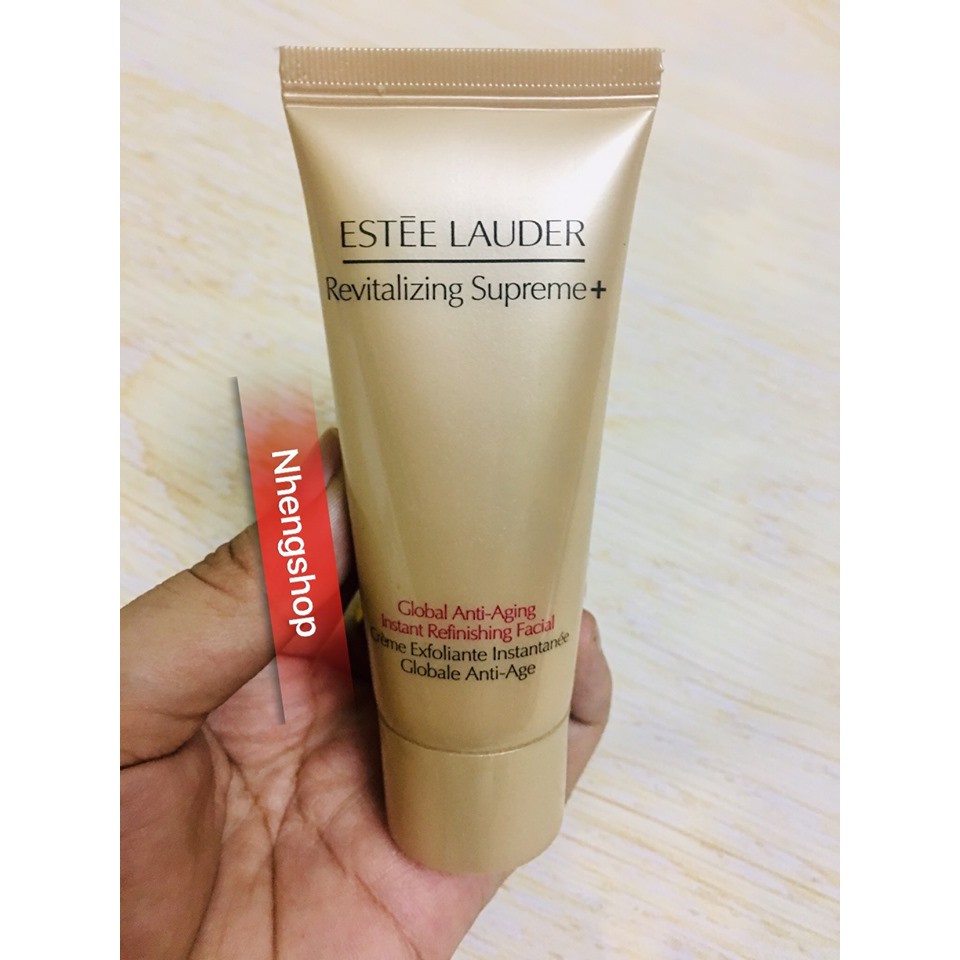 ESTĒE LAUDER
Revitalizing Supreme+
Nhengshop
Global Anti-Aging
Instant Refinishing Facial
Crème Exfoliante Instantanée
Globale Anti-Age